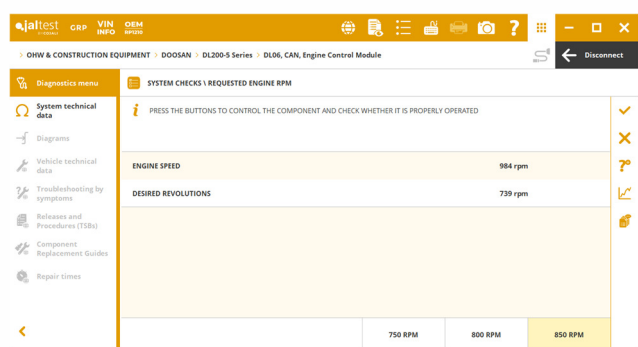 jaltest GRP VIN INFO OEM RP1210
> OHW & CONSTRUCTION EQUIPMENT > DOOSAN > DL200-5 Series > DL06, CAN, Engine Control Module
Disconnect
Diagnostics menu
SYSTEM CHECKS \ REQUESTED ENGINE RPM
System technical
data
PRESS THE BUTTONS TO CONTROL THE COMPONENT AND CHECK WHETHER IT IS PROPERLY OPERATED
Diagrams
Vehicle technical
data
ENGINE SPEED 984 rpm
Troubleshooting by
symptoms
DESIRED REVOLUTIONS 739 rpm
Releases and
Procedures (TSBs)
Component
Replacement Guides
Repair times
750 RPM 800 RPM 850 RPM